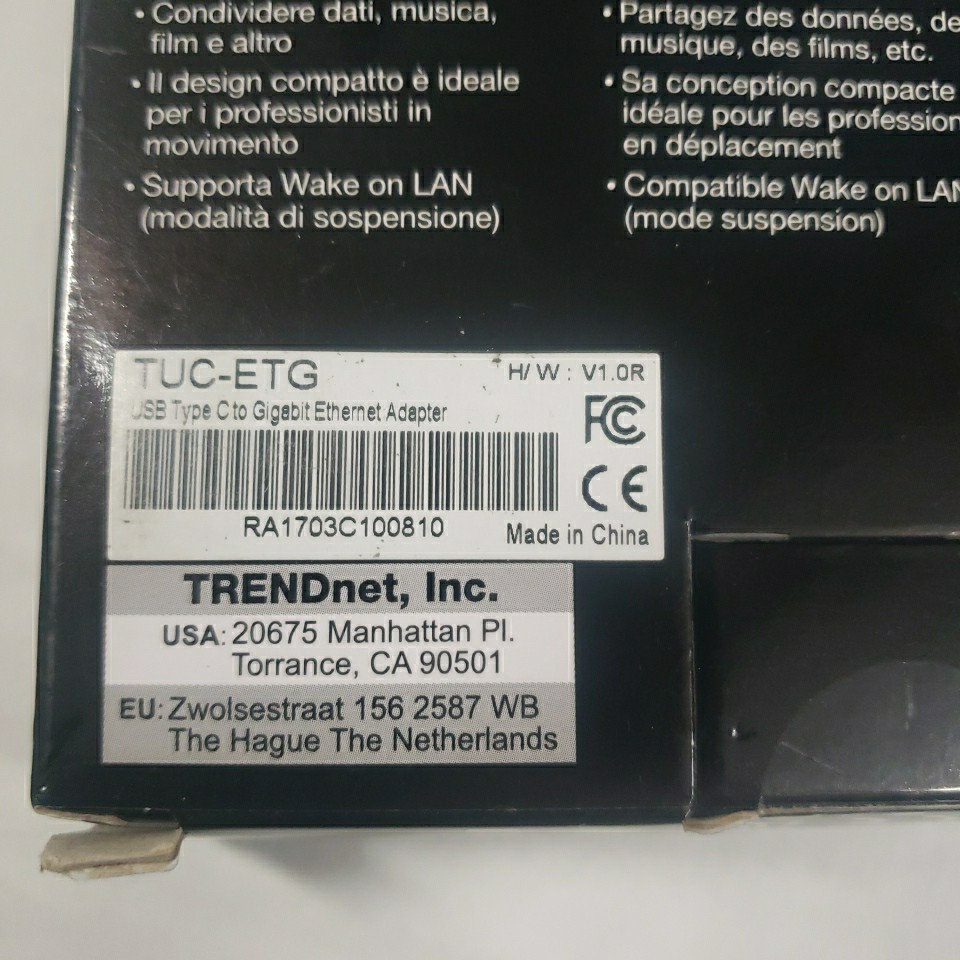 • Condividere dati, musica,
film e altro
• Il design compatto è ideale
per i professionisti in
movimento
• Supporta Wake on LAN
(modalità di sospensione)
• Partagez des données, de
musique, des films, etc.
• Sa conception compacte
idéale pour les profession
en déplacement
• Compatible Wake on LAN
(mode suspension)
TUC-ETG
H/W : V1.0R
USB Type C to Gigabit Ethernet Adapter
FC
CE
RA1703C100810
Made in China
TRENDnet, Inc.
USA: 20675 Manhattan Pl.
Torrance, CA 90501
EU: Zwolsestraat 156 2587 WB
The Hague The Netherlands